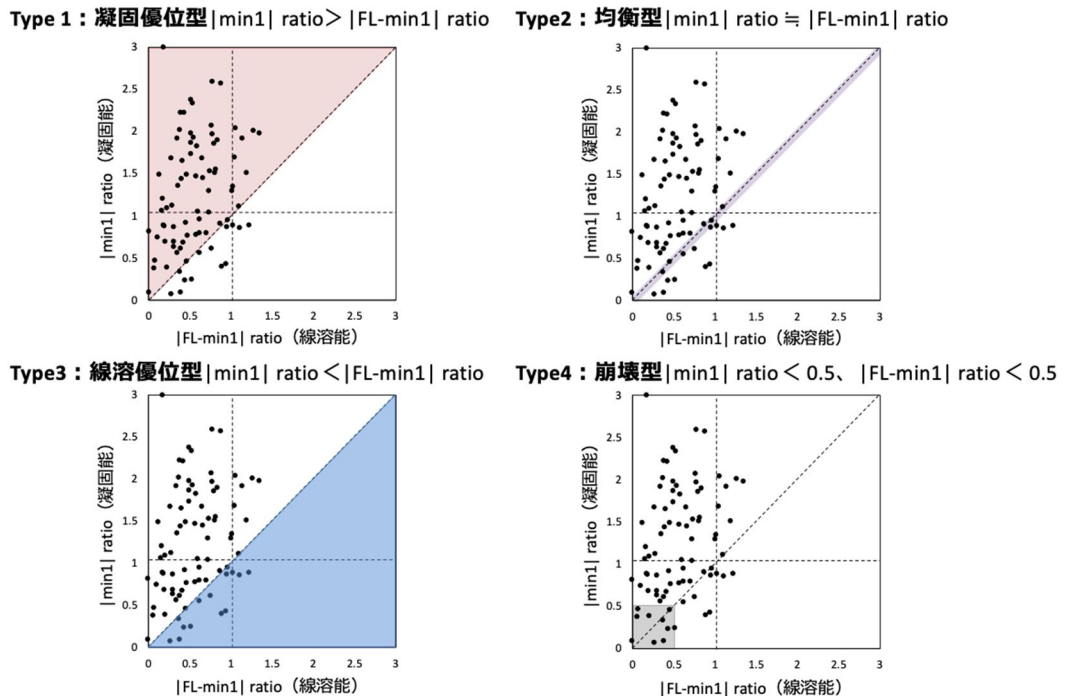 Type 1：凝固優位型|min1| ratio＞ |FL-min1| ratio
3
2.5
2
1.5
1
0.5
0
|min1| ratio（凝固能）
0 0.5 1 1.5 2 2.5 3
|FL-min1| ratio（線溶能）
Type2：均衡型|min1| ratio ≒ |FL-min1| ratio
3
2.5
2
1.5
1
0.5
0
|min1| ratio（凝固能）
0 0.5 1 1.5 2 2.5 3
|FL-min1| ratio（線溶能）
Type3：線溶優位型|min1| ratio＜|FL-min1| ratio
3
2.5
2
1.5
1
0.5
0
|min1| ratio（凝固能）
0 0.5 1 1.5 2 2.5 3
|FL-min1| ratio（線溶能）
Type4：崩壊型|min1| ratio＜ 0.5、 |FL-min1| ratio＜ 0.5
3
2.5
2
1.5
1
0.5
0
|min1| ratio（凝固能）
0 0.5 1 1.5 2 2.5 3
|FL-min1| ratio（線溶能）